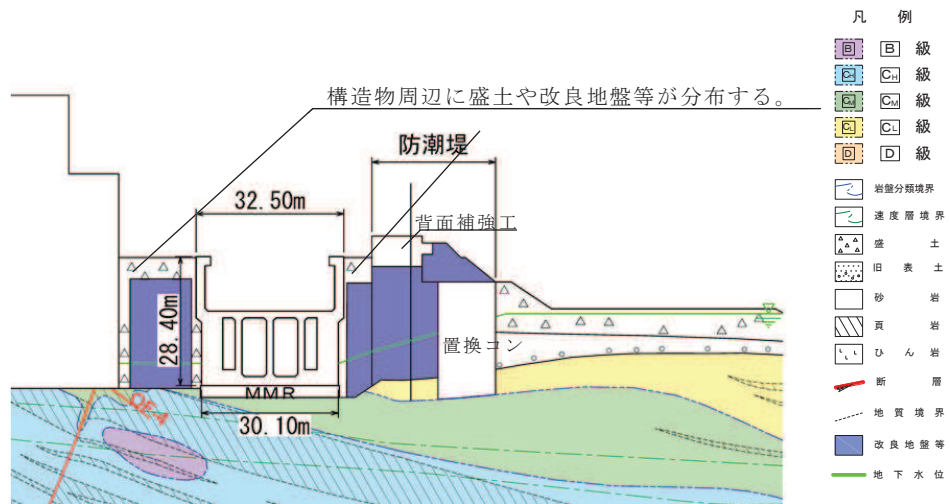 構造物周辺に盛土や改良地盤等が分布する。
防潮堤
32.50m
背面補強工
28.40m
置換コン
MMR
30.10m
OF-4
凡 例
B B 級
CH CH 級
CM CM 級
CL CL 級
D D 級
岩盤分類境界
速度層境界
盛 土
旧 表 土
砂 岩
頁 岩
ひ ん 岩
断 層
地質境界
改良地盤等
地下水位